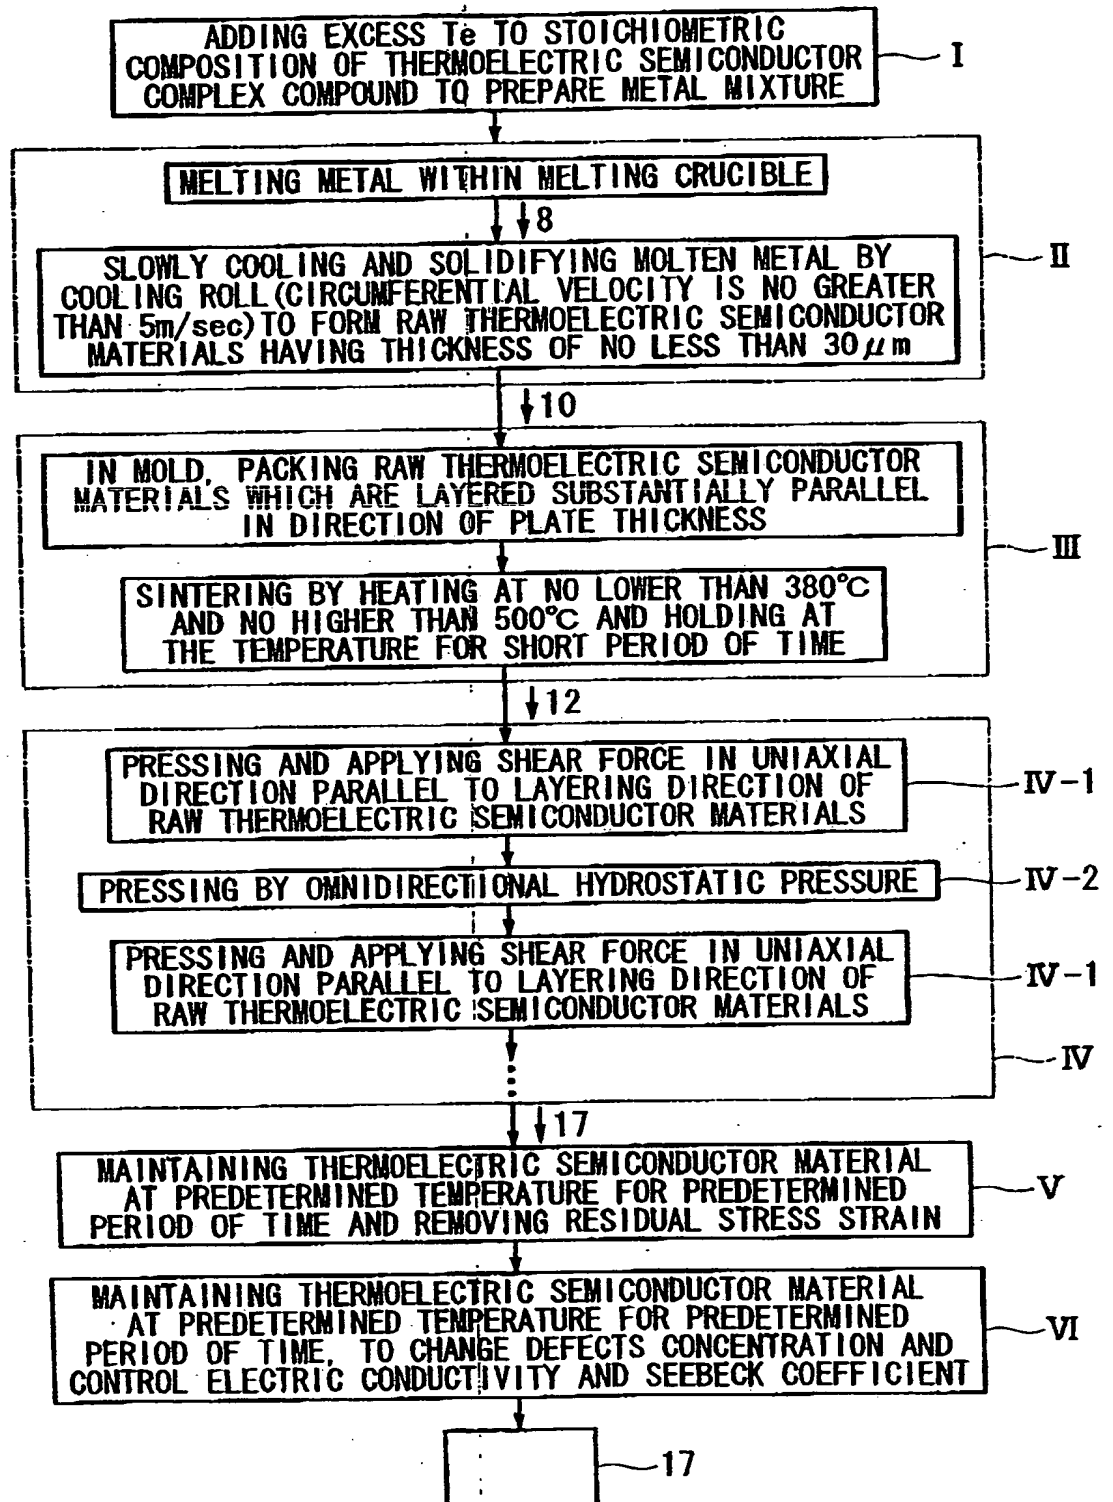 ADDING EXCESS Te TO STOICHIOMETRIC
COMPOSITION OF THERMOELECTRIC SEMICONDUCTOR
COMPLEX COMPOUND TO PREPARE METAL MIXTURE
I
MELTING METAL WITHIN MELTING CRUCIBLE
8
II
SLOWLY COOLING AND SOLIDIFYING MOLTEN METAL BY
COOLING ROLL(CIRCUMFERENTIAL VELOCITY IS NO GREATER
THAN 5m/sec)TO FORM RAW THERMOELECTRIC SEMICONDUCTOR
MATERIALS HAVING THICKNESS OF NO LESS THAN 30μm
10
IN MOLD, PACKING RAW THERMOELECTRIC SEMICONDUCTOR
MATERIALS WHICH ARE LAYERED SUBSTANTIALLY PARALLEL
IN DIRECTION OF PLATE THICKNESS
III
SINTERING BY HEATING AT NO LOWER THAN 380℃
AND NO HIGHER THAN 500℃ AND HOLDING AT
THE TEMPERATURE FOR SHORT PERIOD OF TIME
12
PRESSING AND APPLYING SHEAR FORCE IN UNIAXIAL
DIRECTION PARALLEL TO LAYERING DIRECTION OF
RAW THERMOELECTRIC SEMICONDUCTOR MATERIALS
IV-1
PRESSING BY OMNIDIRECTIONAL HYDROSTATIC PRESSURE
IV-2
PRESSING AND APPLYING SHEAR FORCE IN UNIAXIAL
DIRECTION PARALLEL TO LAYERING DIRECTION OF
RAW THERMOELECTRIC SEMICONDUCTOR MATERIALS
IV-1
IV
17
MAINTAINING THERMOELECTRIC SEMICONDUCTOR MATERIAL
AT PREDETERMINED TEMPERATURE FOR PREDETERMINED
PERIOD OF TIME AND REMOVING RESIDUAL STRESS STRAIN
V
MAINTAINING THERMOELECTRIC SEMICONDUCTOR MATERIAL
AT PREDETERMINED TEMPERATURE FOR PREDETERMINED
PERIOD OF TIME, TO CHANGE DEFECTS CONCENTRATION AND
CONTROL ELECTRIC CONDUCTIVITY AND SEEBECK COEFFICIENT
VI
17